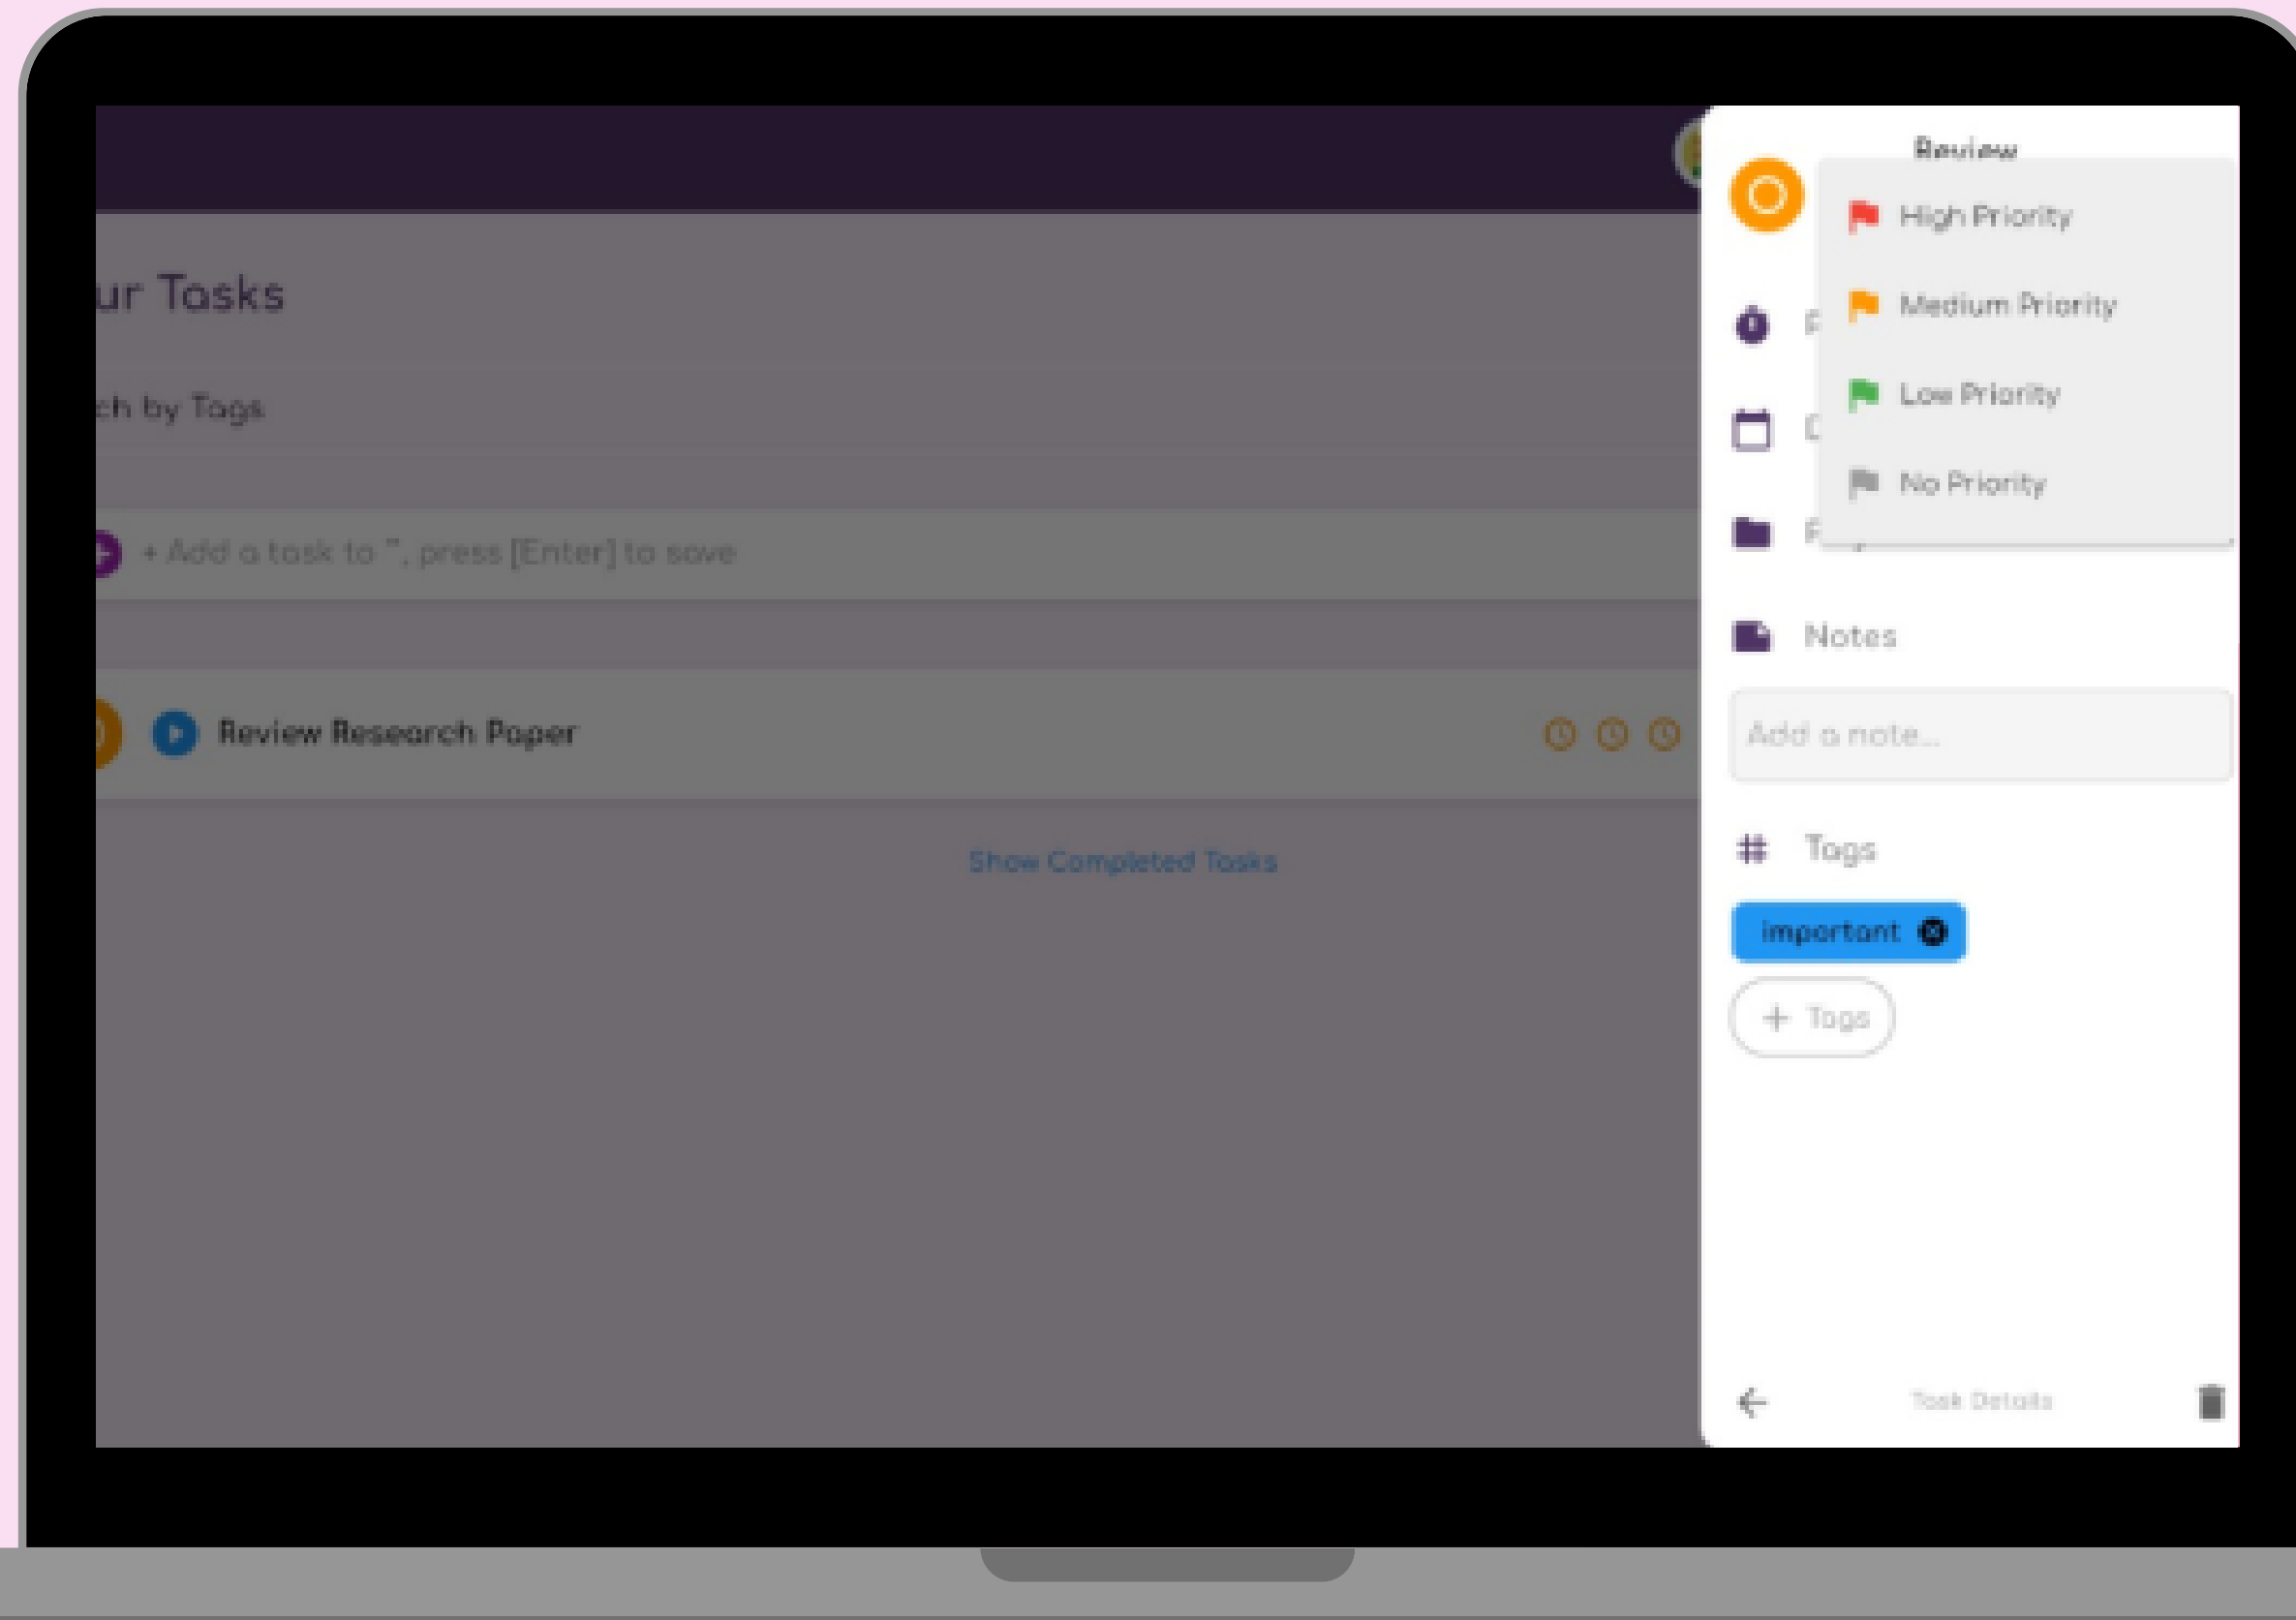 ur Tasks
ch by Tags
+ Add a task to ", press [Enter] to save
Review Research Paper
Show Completed Tasks
Review
High Priority
Medium Priority
Low Priority
No Priority
Notes
Add a note...
# Tags
important
+ Tags
Task Details